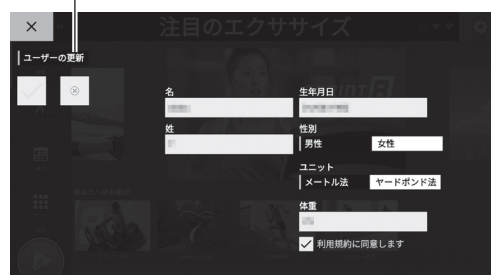 注目のエクササイズ
ユーザーの更新
名
生年月日
姓
性別
男性 女性
ユニット
メートル法 ヤードポンド法
体重
利用規約に同意します